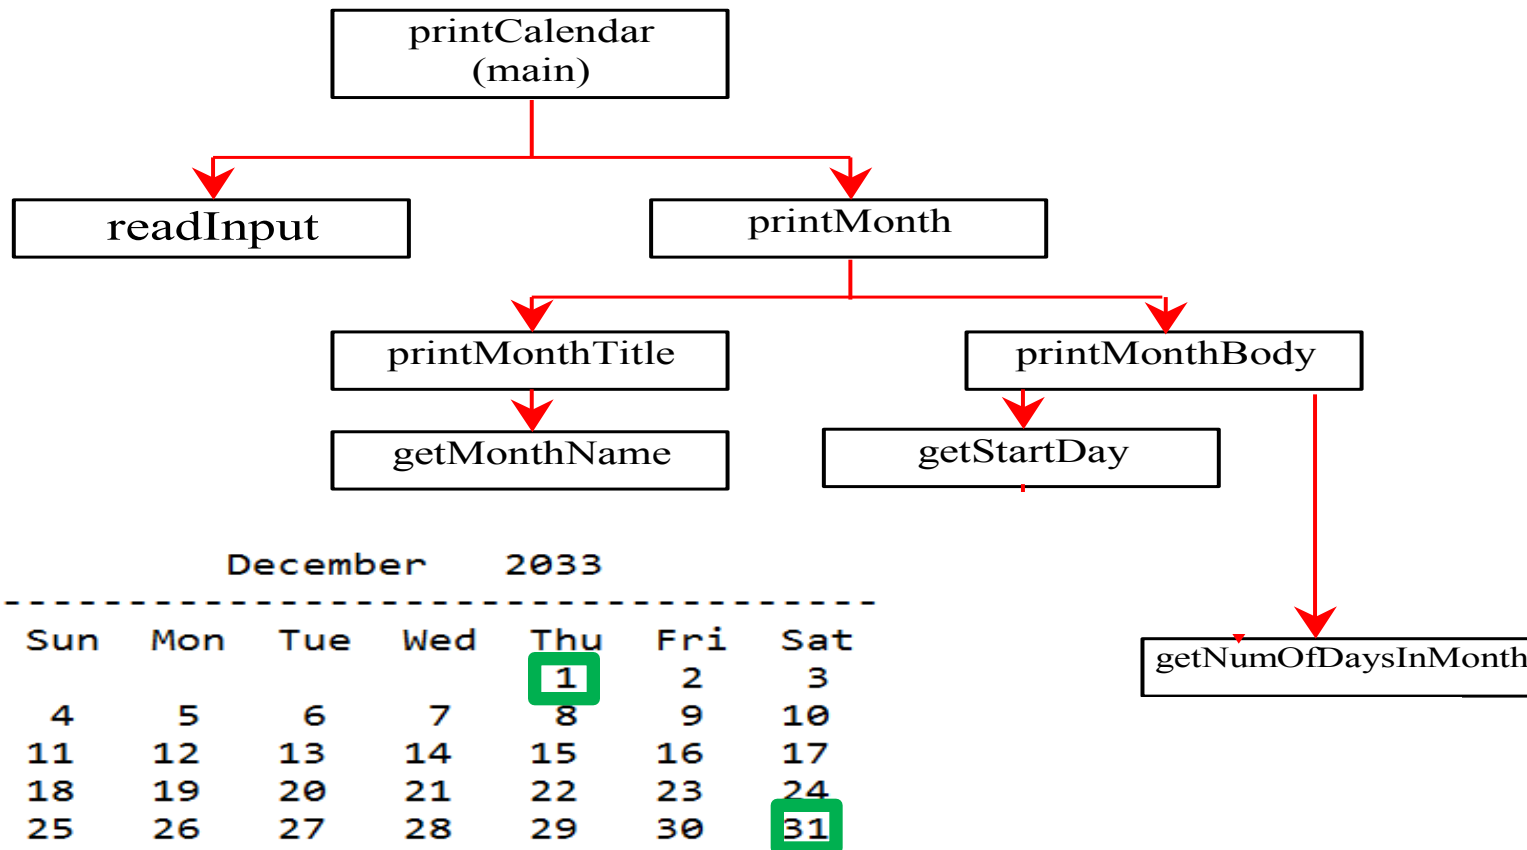 printCalendar
(main)
readInput
printMonth
printMonthTitle
printMonthBody
getMonthName
getStartDay
getNumOfDaysInMonth
December 2033
-----------------------------------
Sun Mon Tue Wed Thu Fri Sat
1 2 3
4 5 6 7 8 9 10
11 12 13 14 15 16 17
18 19 20 21 22 23 24
25 26 27 28 29 30 31